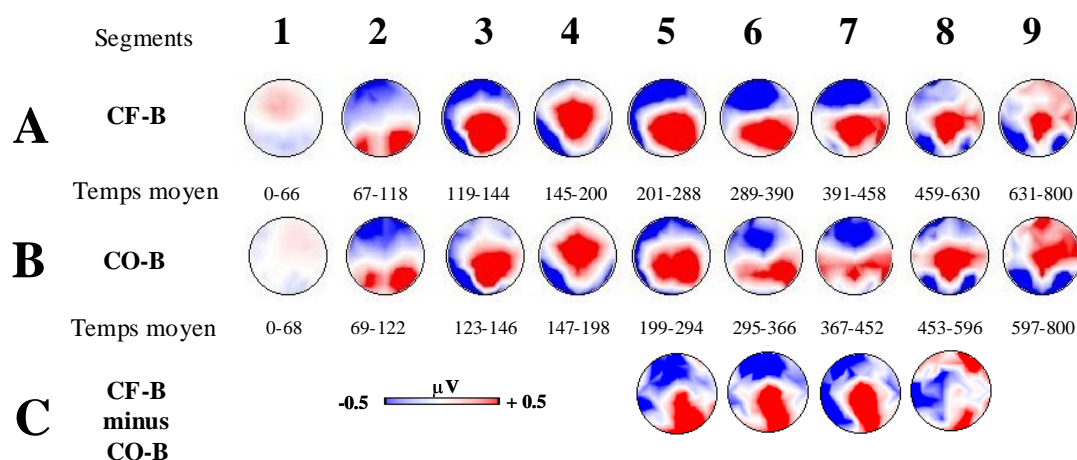 Segments 1 2 3 4 5 6 7 8 9
A CF-B
Temps moyen 0-66 67-118 119-144 145-200 201-288 289-390 391-458 459-630 631-800
B CO-B
Temps moyen 0-68 69-122 123-146 147-198 199-294 295-366 367-452 453-596 597-800
CF-B
μV
-0.5 + 0.5
C minus
CO-B